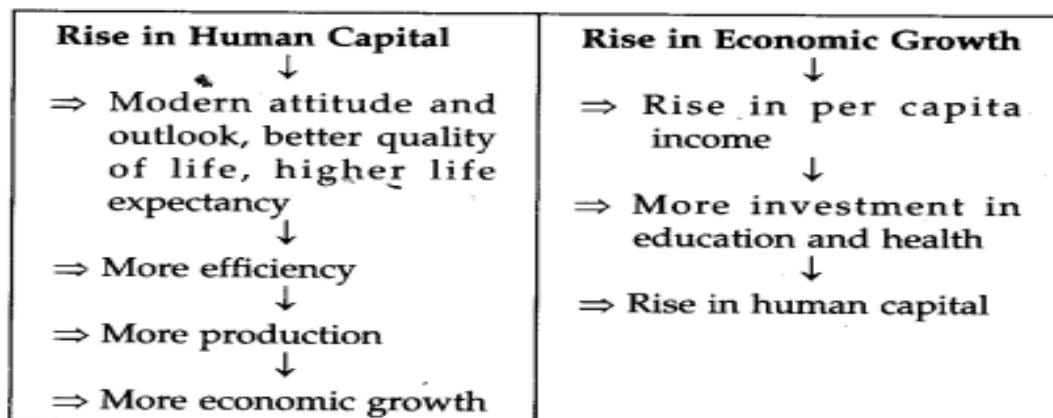 Rise in Human Capital
↓
⇒ Modern attitude and
outlook, better quality
of life, higher life
expectancy
↓
⇒ More efficiency
↓
⇒ More production
↓
⇒ More economic growth
Rise in Economic Growth
↓
⇒ Rise in per capita
income
↓
⇒ More investment in
education and health
↓
⇒ Rise in human capital